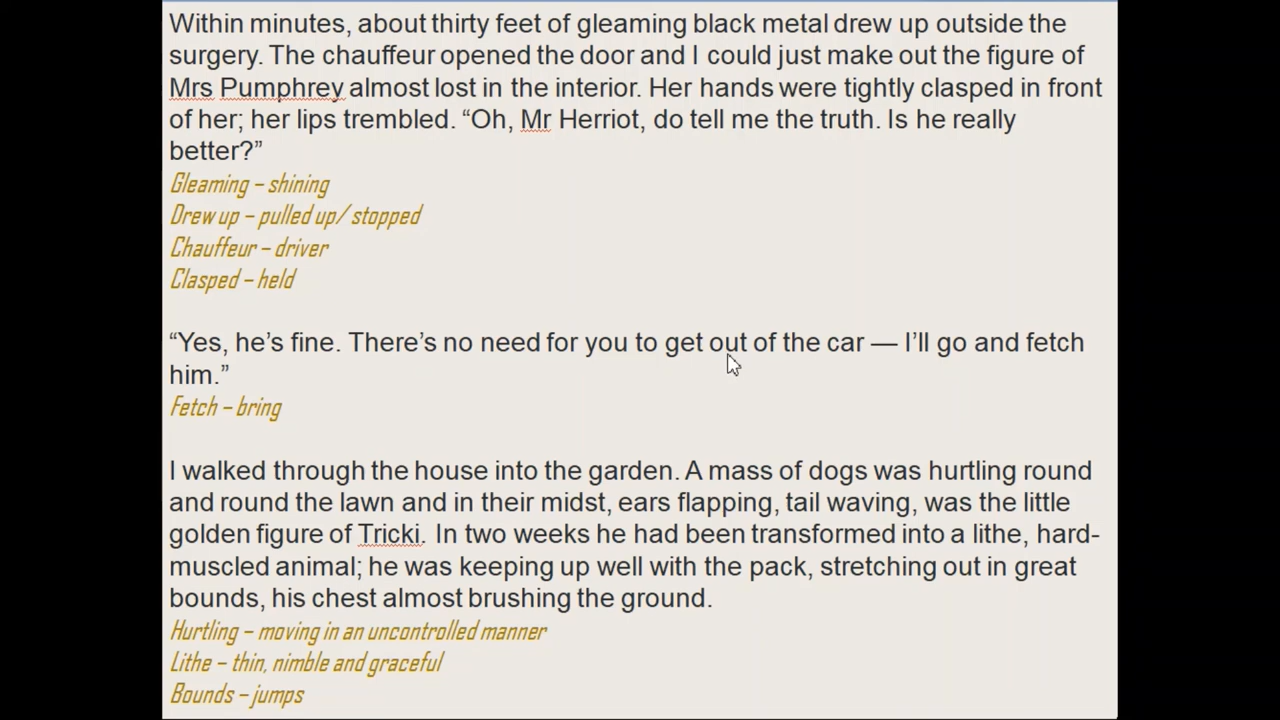 Within minutes, about thirty feet of gleaming black metal drew up outside the
surgery. The chauffeur opened the door and I could just make out the figure of
Mrs Pumphrey almost lost in the interior. Her hands were tightly clasped in front
of her; her lips trembled. “Oh, Mr Herriot, do tell me the truth. Is he really
better?”
Gleaming – shining
Drew up – pulled up/ stopped
Chauffeur – driver
Clasped – held
“Yes, he’s fine. There’s no need for you to get out of the car — I’ll go and fetch
him.”
Fetch – bring
I walked through the house into the garden. A mass of dogs was hurtling round
and round the lawn and in their midst, ears flapping, tail waving, was the little
golden figure of Tricki. In two weeks he had been transformed into a lithe, hard-
muscled animal; he was keeping up well with the pack, stretching out in great
bounds, his chest almost brushing the ground.
Hurtling – moving in an uncontrolled manner
Lithe – thin, nimble and graceful
Bounds – jumps